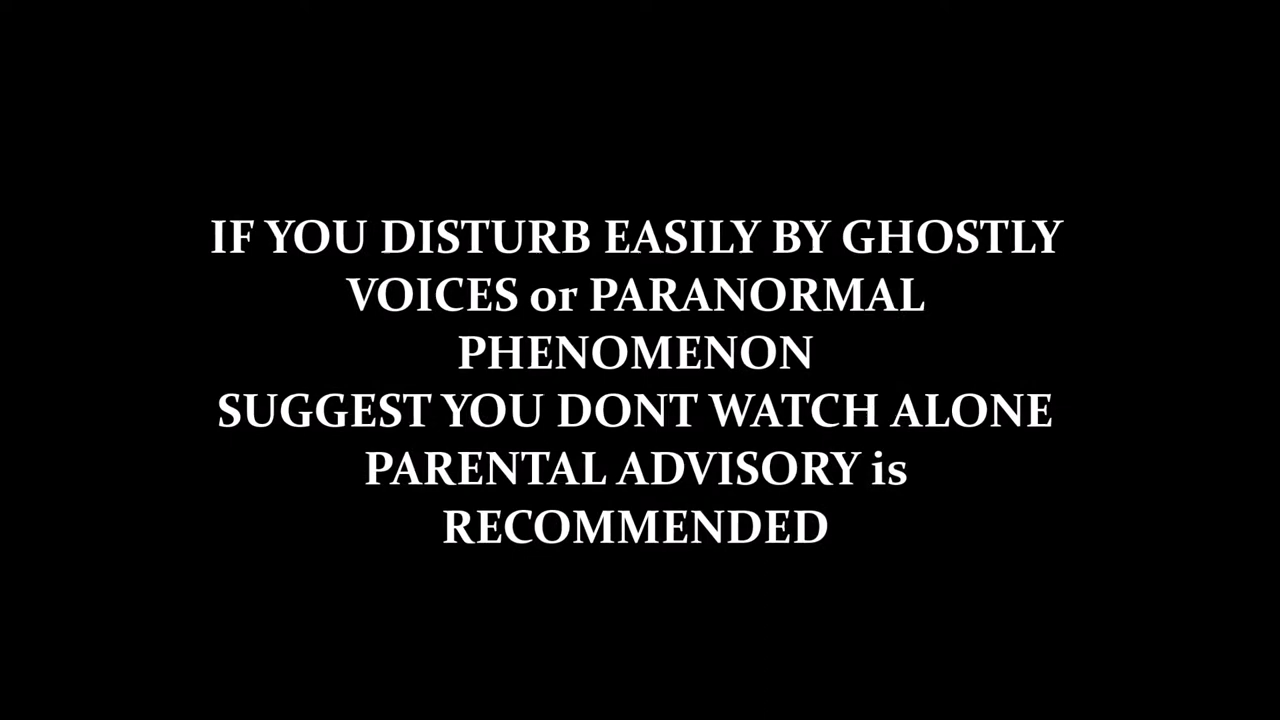 IF YOU DISTURB EASILY BY GHOSTLY
VOICES or PARANORMAL
PHENOMENON
SUGGEST YOU DONT WATCH ALONE
PARENTAL ADVISORY is
RECOMMENDED